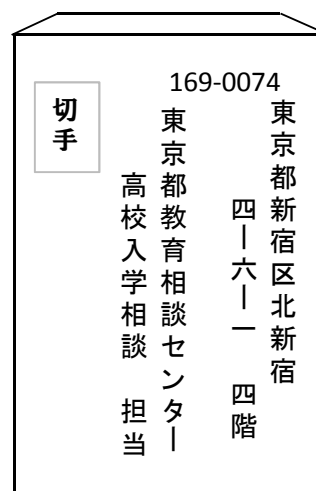 169-0074
東京都新宿区北新宿
四ー六ー一　四階
東京都教育相談センター
高校入学相談　担当
切手